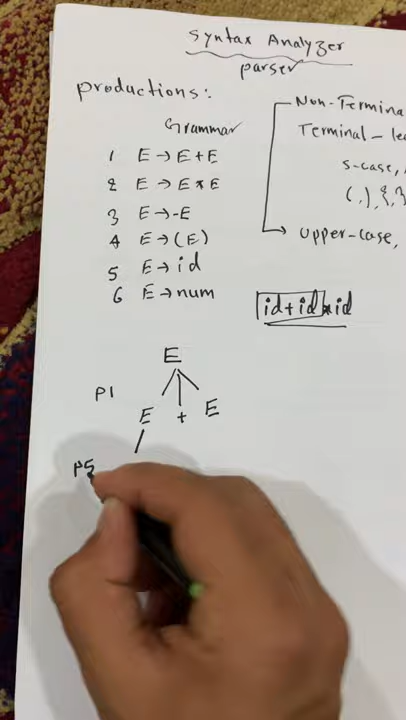 Syntax Analyzer
parser
productions:
Grammar
1 E → E + E
2 E → E * E
3 E → -E
4 E → (E)
5 E → id
6 E → num
Non-Termina
Terminal - le
s-case,
(,), {, }
upper-case,
id + id * id
E
P1
E + E
P5